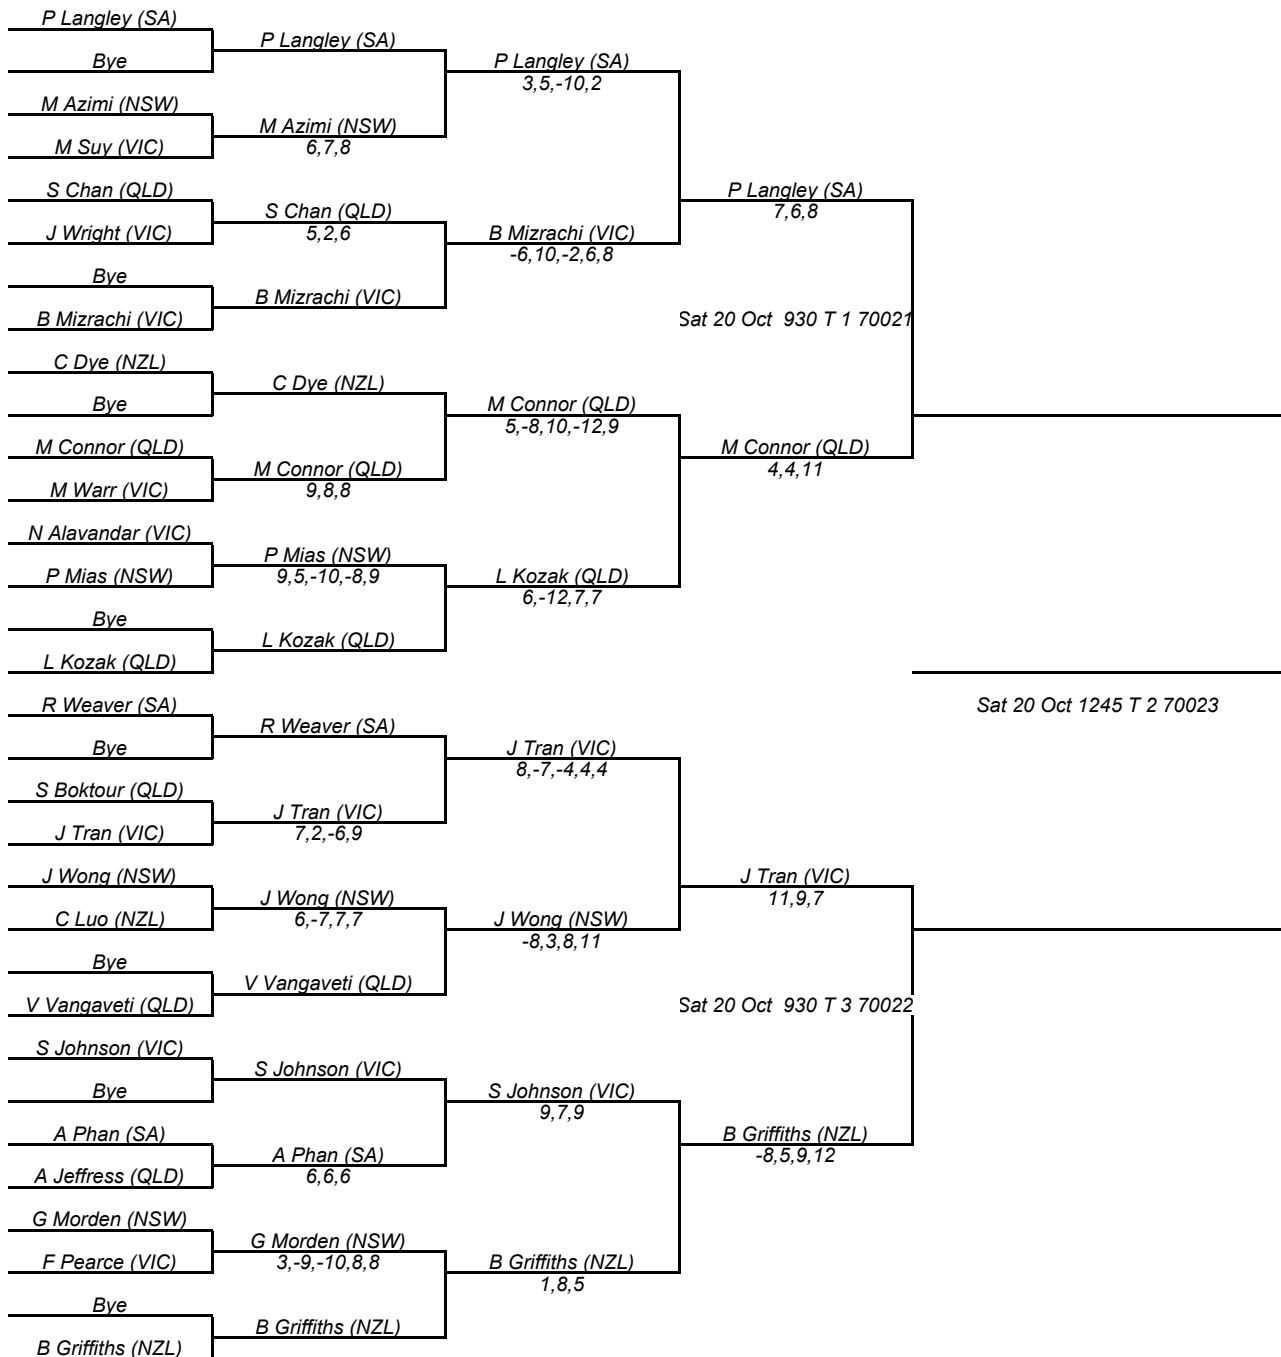 P Langley (SA)
Bye
M Azimi (NSW)
M Suy (VIC)
S Chan (QLD)
J Wright (VIC)
Bye
B Mizrachi (VIC)
C Dye (NZL)
Bye
M Connor (QLD)
M Warr (VIC)
N Alavandar (VIC)
P Mias (NSW)
Bye
L Kozak (QLD)
R Weaver (SA)
Bye
S Boktour (QLD)
J Tran (VIC)
J Wong (NSW)
C Luo (NZL)
Bye
V Vangaveti (QLD)
S Johnson (VIC)
Bye
A Phan (SA)
A Jeffress (QLD)
G Morden (NSW)
F Pearce (VIC)
Bye
B Griffiths (NZL)
P Langley (SA)
M Azimi (NSW)
6,7,8
S Chan (QLD)
5,2,6
B Mizrachi (VIC)
C Dye (NZL)
M Connor (QLD)
9,8,8
P Mias (NSW)
9,5,-10,-8,9
L Kozak (QLD)
R Weaver (SA)
J Tran (VIC)
7,2,-6,9
J Wong (NSW)
6,-7,7,7
V Vangaveti (QLD)
S Johnson (VIC)
A Phan (SA)
6,6,6
G Morden (NSW)
3,-9,-10,8,8
B Griffiths (NZL)
P Langley (SA)
3,5,-10,2
B Mizrachi (VIC)
-6,10,-2,6,8
M Connor (QLD)
5,-8,10,-12,9
L Kozak (QLD)
6,-12,7,7
J Tran (VIC)
8,-7,-4,4,4
J Wong (NSW)
-8,3,8,11
S Johnson (VIC)
9,7,9
B Griffiths (NZL)
1,8,5
P Langley (SA)
7,6,8
Sat 20 Oct  930 T 1 70021
M Connor (QLD)
4,4,11
J Tran (VIC)
11,9,7
Sat 20 Oct  930 T 3 70022
B Griffiths (NZL)
-8,5,9,12
Sat 20 Oct 1245 T 2 70023